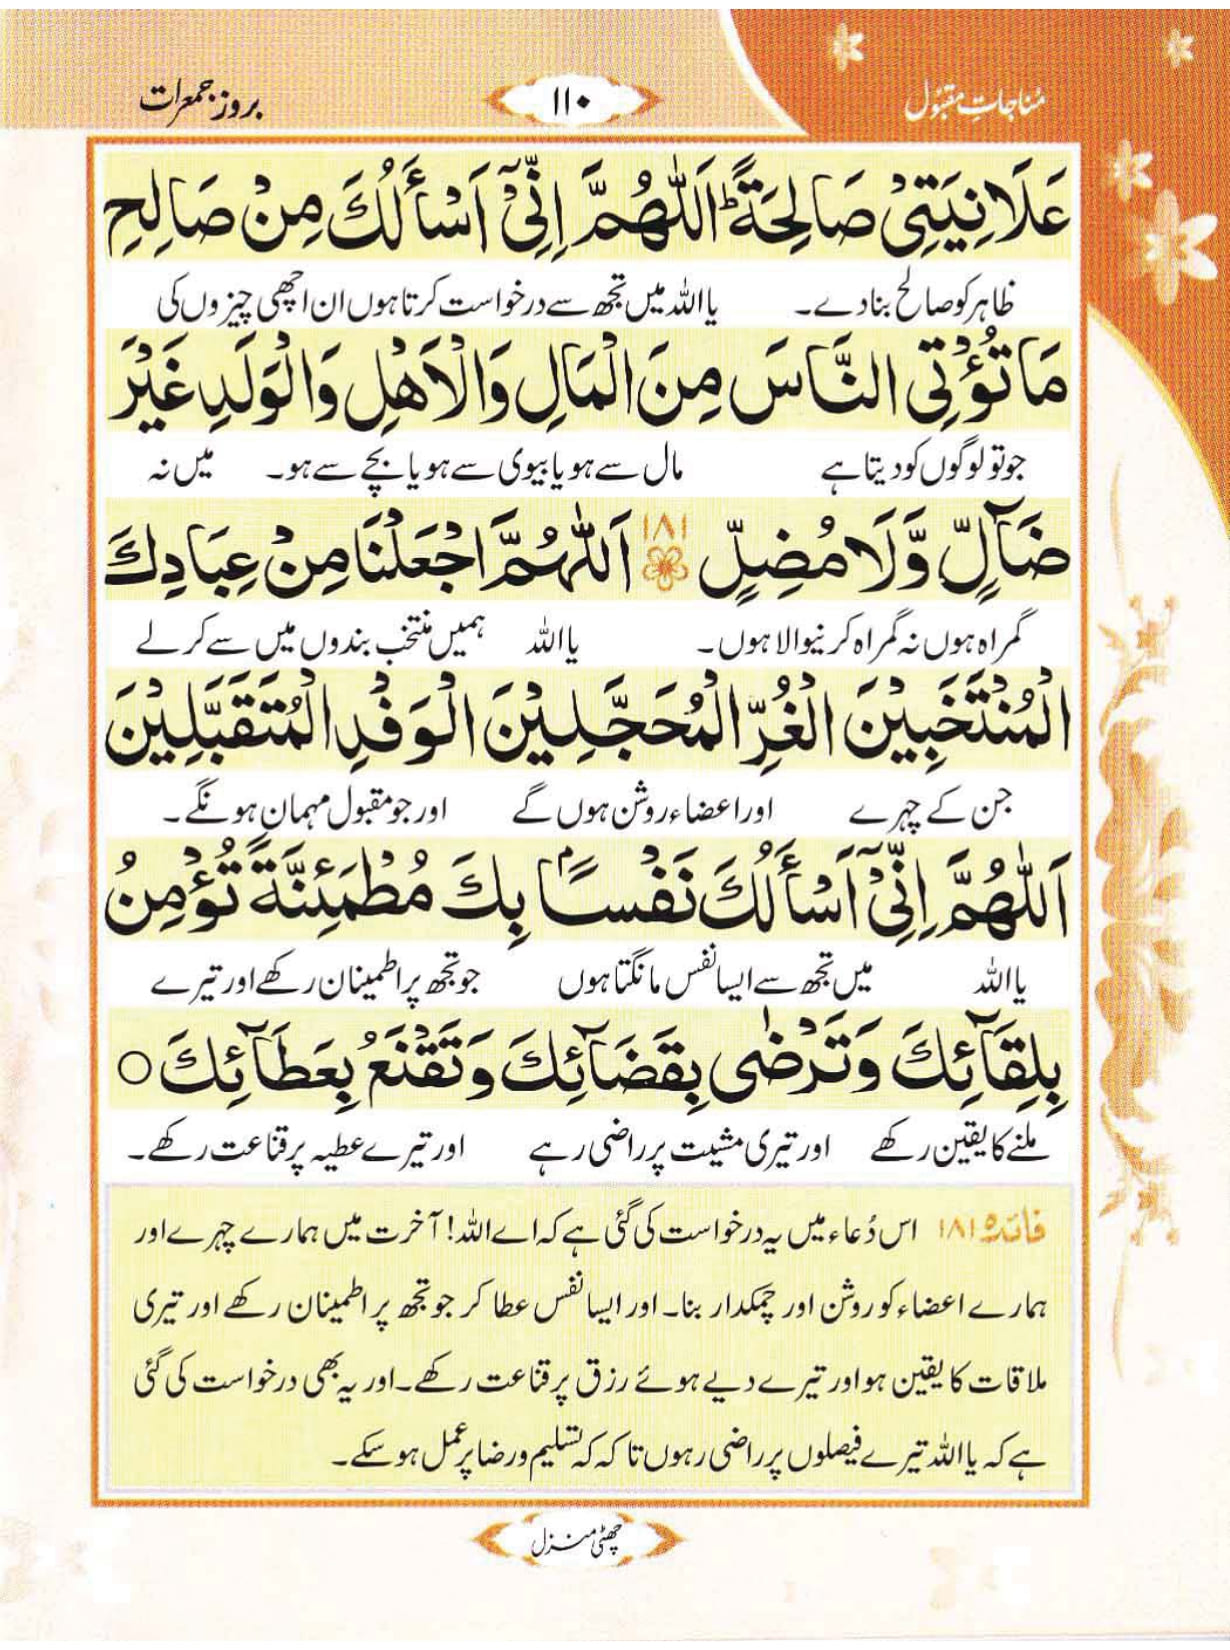 مُناجاتِ مقبُول
۱۱۰
بروز جمعرات
عَلَانِيَتِيْ صَالِحَةً ؕ اَللّٰهُمَّ اِنِّيْٓ اَسْأَلُكَ مِنْ صَالِحِ
ظاہر کو صالح بنا دے۔ یا اللہ میں تجھ سے درخواست کرتا ہوں ان اچھی چیزوں کی
مَا تُؤْتِي النَّاسَ مِنَ الْمَالِ وَالْاَهْلِ وَالْوَلَدِ غَيْرَ
جو تو لوگوں کو دیتا ہے مال سے ہو یا بیوی سے ہو یا بچے سے ہو۔ میں نہ
ضَآلٍّ وَّلَا مُضِلٍّ ۱۸۱ اَللّٰهُمَّ اجْعَلْنَا مِنْ عِبَادِكَ
گمراہ ہوں نہ گمراہ کرنیوالا ہوں۔ یا اللہ ہمیں منتخب بندوں میں سے کر لے
الْمُنْتَخَبِيْنَ الْغُرِّ الْمُحَجَّلِيْنَ الْوَفْدِ الْمُتَقَبَّلِيْنَ
جن کے چہرے اور اعضاء روشن ہوں گے اور جو مقبول مہمان ہونگے۔
اَللّٰهُمَّ اِنِّيْٓ اَسْأَلُكَ نَفْسًاۢ بِكَ مُطْمَئِنَّةً تُؤْمِنُ
یا اللہ میں تجھ سے ایسا نفس مانگتا ہوں جو تجھ پر اطمینان رکھے اور تیرے
بِلِقَآئِكَ وَتَرْضٰى بِقَضَآئِكَ وَتَقْنَعُ بِعَطَآئِكَ ○
ملنے کا یقین رکھے اور تیری مشیت پر راضی رہے اور تیرے عطیہ پر قناعت رکھے۔
فائدہ ۱۸۱ اس دُعاء میں یہ درخواست کی گئی ہے کہ اے اللہ! آخرت میں ہمارے چہرے اور
ہمارے اعضاء کو روشن اور چمکدار بنا۔ اور ایسا نفس عطا کر جو تجھ پر اطمینان رکھے اور تیری
ملاقات کا یقین ہو اور تیرے دیے ہوئے رزق پر قناعت رکھے۔ اور یہ بھی درخواست کی گئی
ہے کہ یا اللہ تیرے فیصلوں پر راضی رہوں تا کہ کہ تسلیم و رضا پر عمل ہو سکے۔
چھٹی منزل